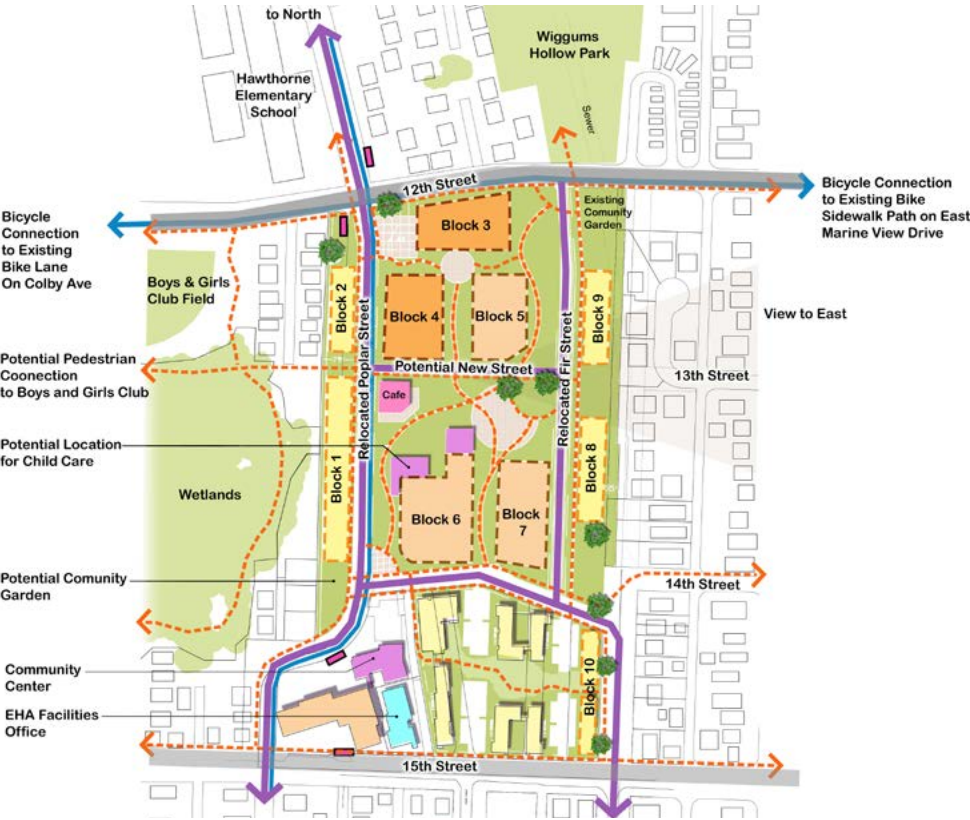 to North
Wiggums
Hollow Park
Hawthorne
Elementary
School
Sewer
12th Street
Bicycle Connection
to Existing Bike
Sidewalk Path on East
Marine View Drive
Bicycle
Connection
to Existing
Bike Lane
On Colby Ave
Existing
Comunity
Garden
Block 3
Boys & Girls
Club Field
Block 2
Block 4
Block 5
Block 9
View to East
Relocated Poplar Street
Relocated Fir Street
Potential New Street
13th Street
Potential Pedestrian
Coonection
to Boys and Girls Club
Cafe
Potential Location
for Child Care
Block 1
Block 8
Wetlands
Block 6
Block
7
Potential Comunity
Garden
14th Street
Community
Center
Block 10
EHA Facilities
Office
15th Street